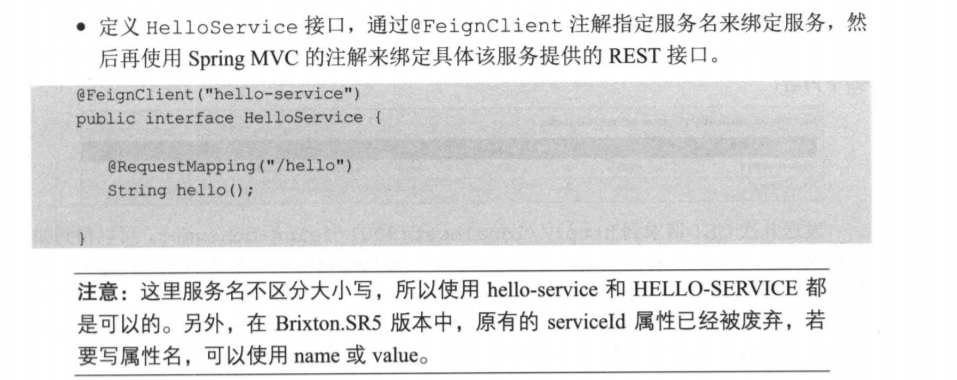 • 定义 HelloService 接口，通过@FeignClient 注解指定服务名来绑定服务，然
后再使用 Spring MVC 的注解来绑定具体该服务提供的 REST 接口。
@FeignClient("hello-service")
public interface HelloService {
@RequestMapping("/hello")
String hello();
}
注意：这里服务名不区分大小写，所以使用 hello-service 和 HELLO-SERVICE 都
是可以的。另外，在 Brixton.SR5 版本中，原有的 serviceId 属性已经被废弃，若
要写属性名，可以使用 name 或 value。